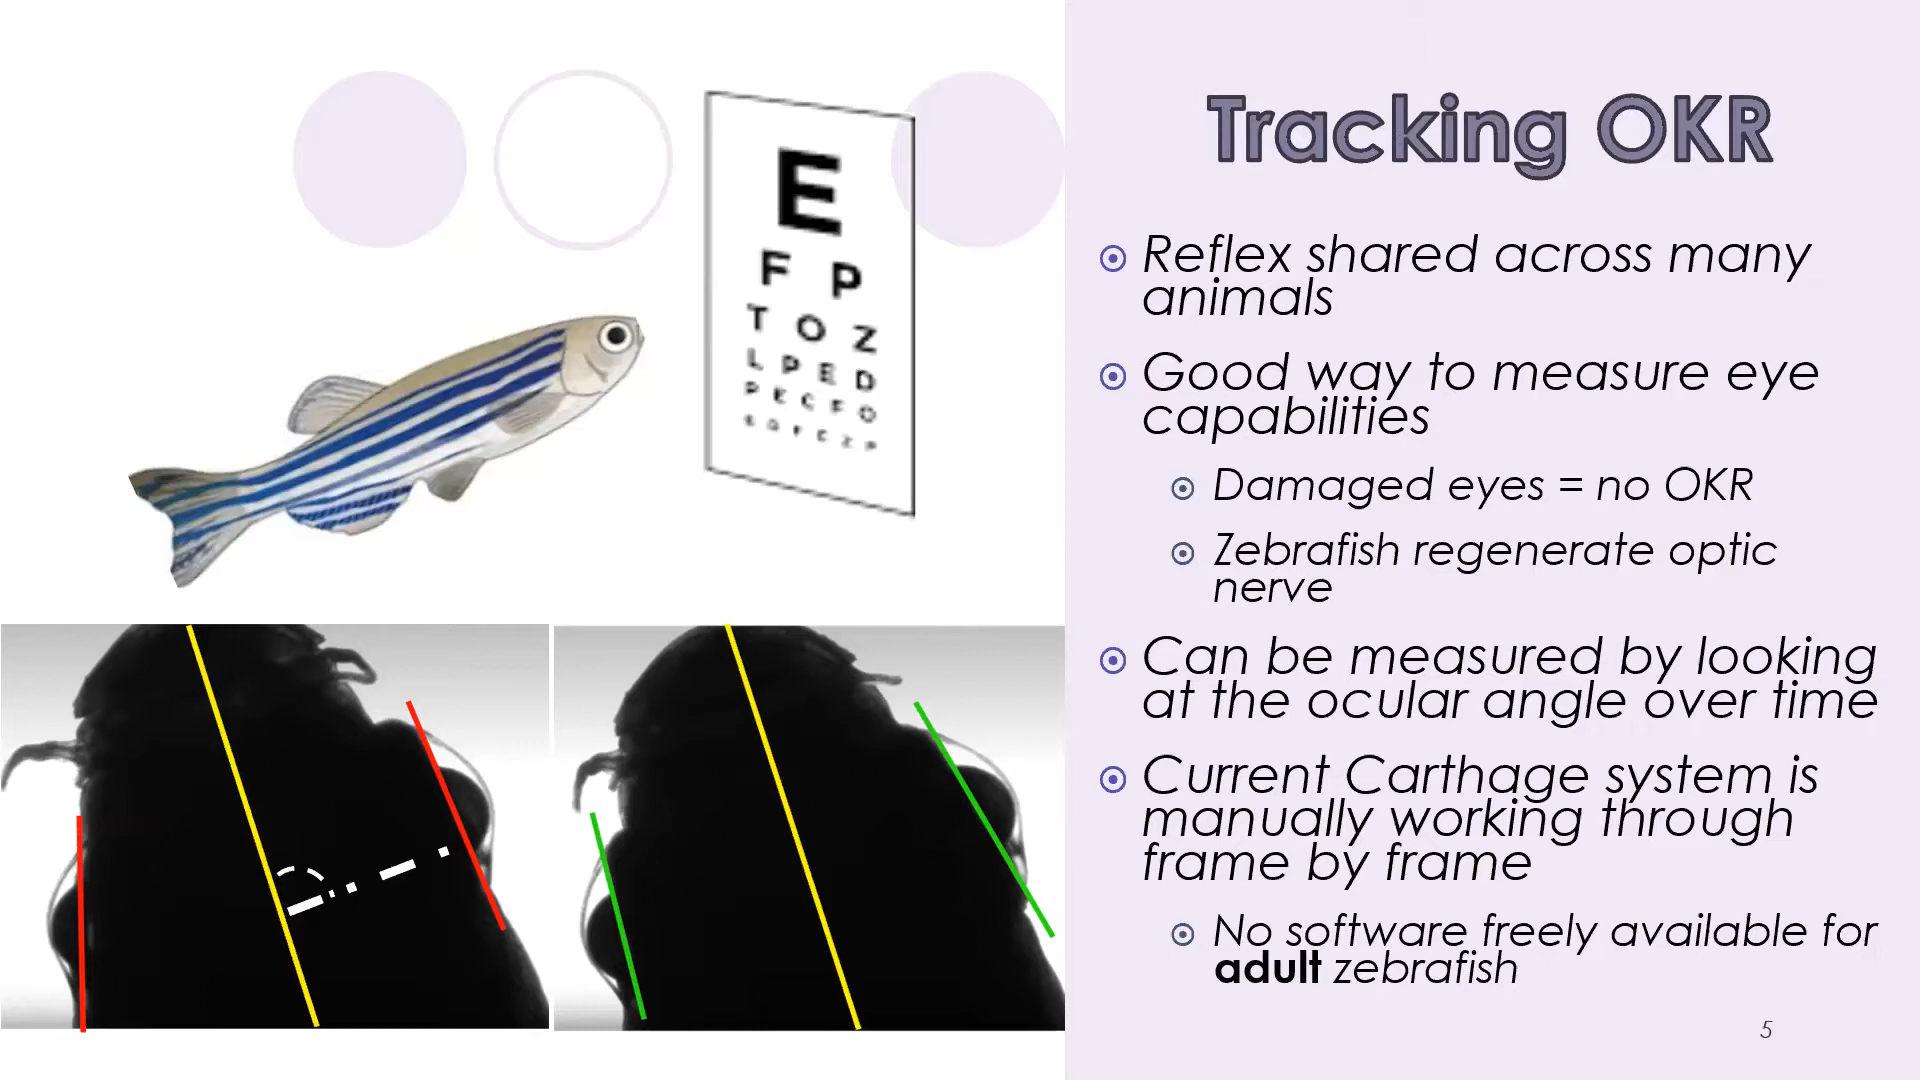 E
F P
T O Z
L P E D
P E C F D
Tracking OKR
Reflex shared across many
animals
Good way to measure eye
capabilities
Damaged eyes = no OKR
Zebrafish regenerate optic
nerve
Can be measured by looking
at the ocular angle over time
Current Carthage system is
manually working through
frame by frame
No software freely available for
adult zebrafish
5